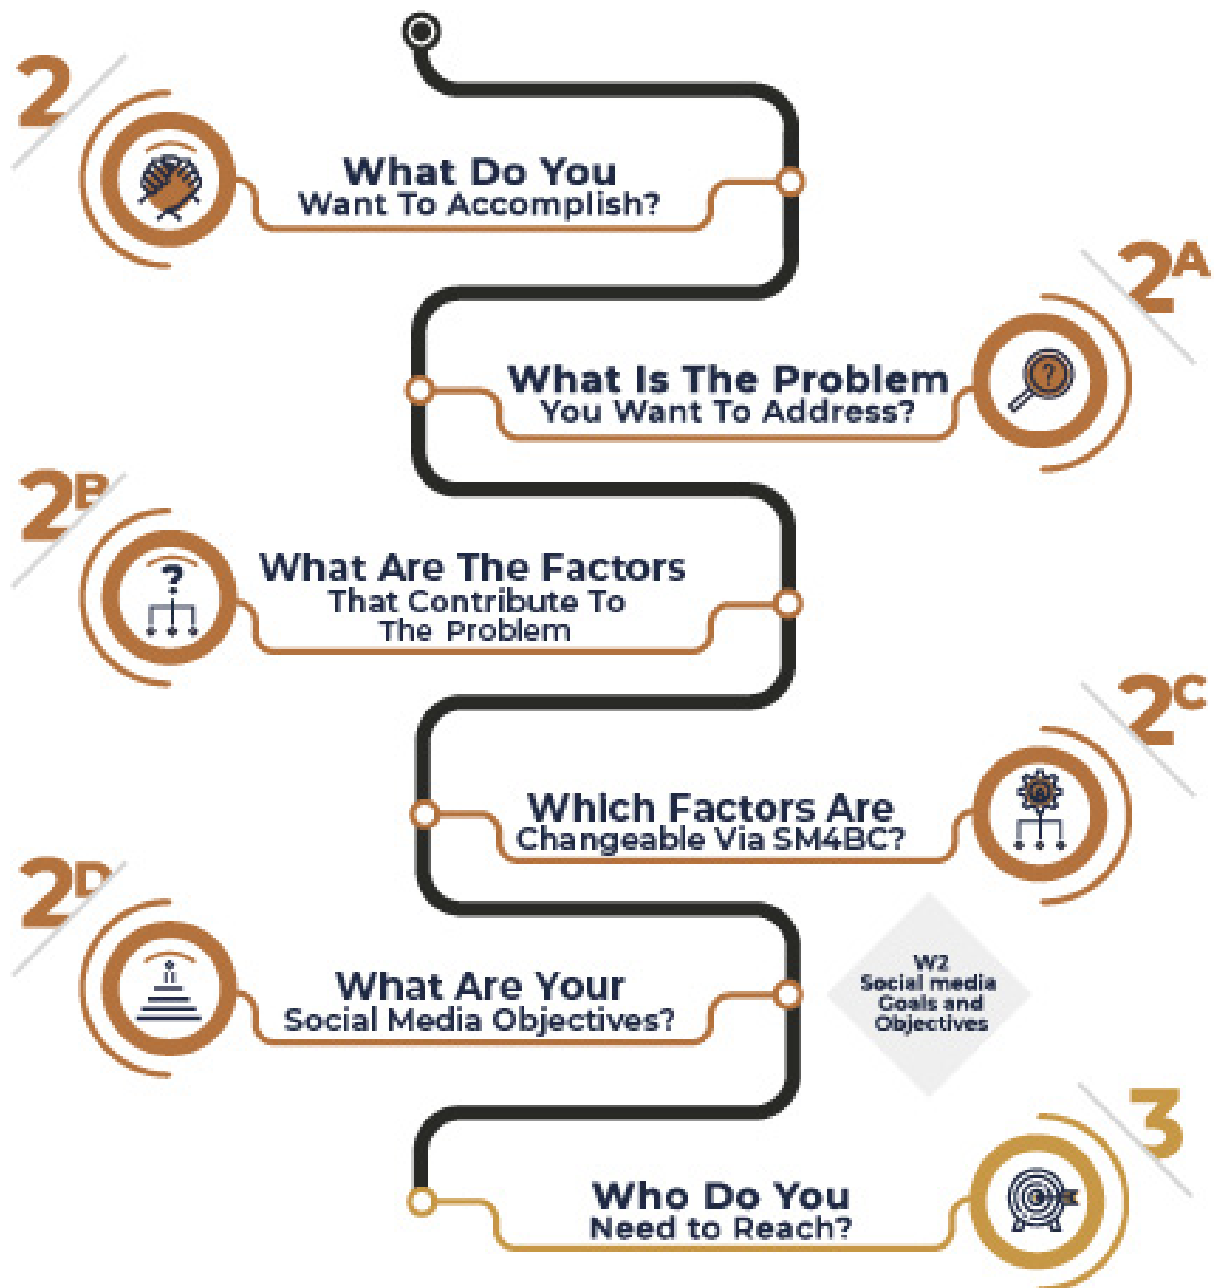 2
What Do You
Want To Accomplish?
2A
What Is The Problem
You Want To Address?
?
2B
?
What Are The Factors
That Contribute To
The Problem
2C
Which Factors Are
Changeable Via SM4BC?
2D
What Are Your
Social Media Objectives?
W2
Social media
Goals and
Objectives
3
Who Do You
Need to Reach?